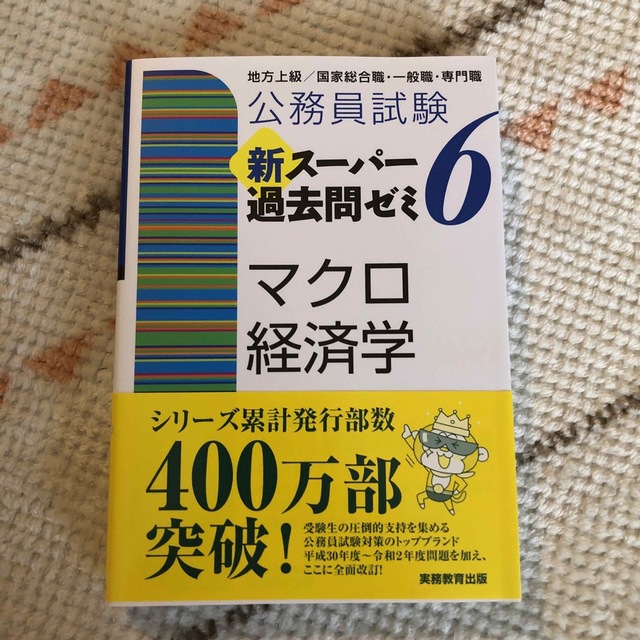 地方上級／国家総合職・一般職・専門職
公務員試験
新スーパー
過去問ゼミ6
マクロ
経済学
シリーズ累計発行部数
400万部
突破！
受験生の圧倒的支持を集める
公務員試験対策のトップブランド
平成30年度〜令和2年度問題を加え、
ここに全面改訂！
実務教育出版